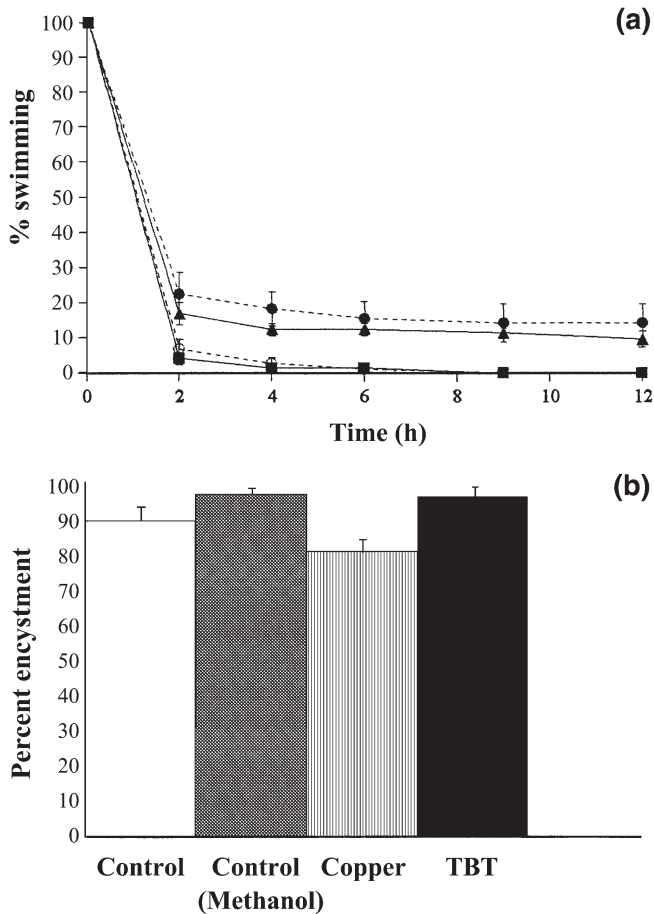 (a)
100
90
80
70
60
50
40
30
20
10
0
% swimming
0 2 4 6 8 10 12
Time (h)
(b)
100
90
80
70
60
50
40
30
20
10
0
Percent encystment
Control Control Copper TBT
(Methanol)